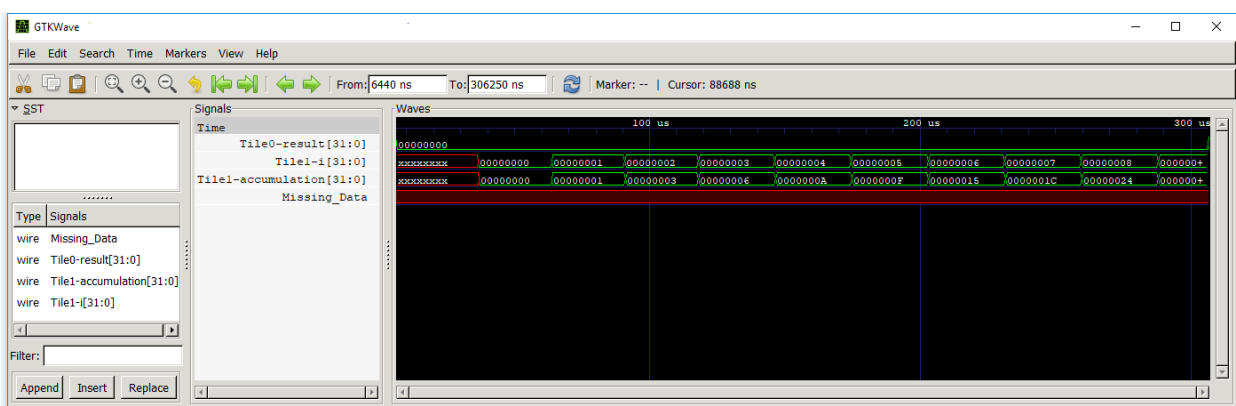 GTKWave
File Edit Search Time Markers View Help
From: 6440 ns To: 306250 ns Marker: -- | Cursor: 88688 ns
SST
Type Signals
wire Missing_Data
wire Tile0-result[31:0]
wire Tile1-accumulation[31:0]
wire Tile1-i[31:0]
Filter:
Append Insert Replace
Signals
Time
Tile0-result[31:0]
Tile1-i[31:0]
Tile1-accumulation[31:0]
Missing_Data
Waves
100 us 200 us 300 us
00000000
xxxxxxxx 00000000 00000001 00000002 00000003 00000004 00000005 00000006 00000007 00000008 000000+
xxxxxxxx 00000000 00000001 00000003 00000006 0000000A 0000000F 00000015 0000001C 00000024 000000+